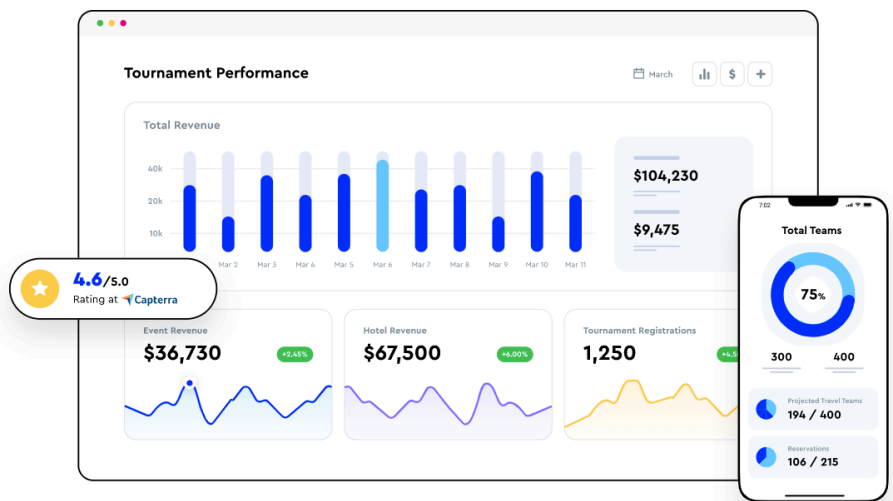 Tournament Performance
March
$
+
Total Revenue
40k
20k
10k
Mar 2
Mar 3
Mar 4
Mar 5
Mar 6
Mar 7
Mar 8
Mar 9
Mar 10
Mar 11
$104,230
$9,475
4.6/5.0
Rating at Capterra
Event Revenue
$36,730
+2.45%
Hotel Revenue
$67,500
+6.00%
Tournament Registrations
1,250
7:02
Total Teams
75%
300
400
Projected Travel Teams
194 / 400
Reservations
106 / 215